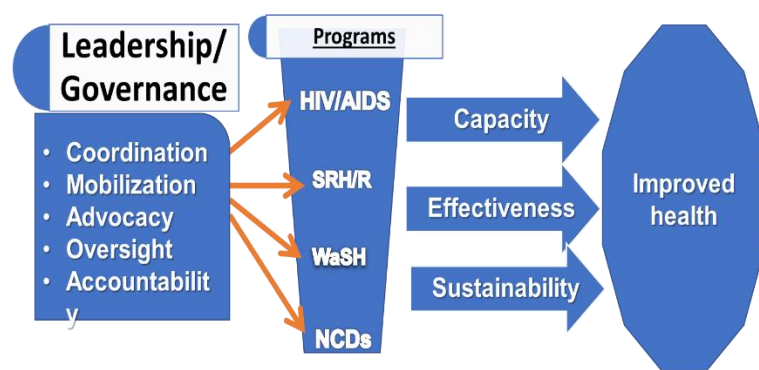 Leadership/
Governance
• Coordination
• Mobilization
• Advocacy
• Oversight
• Accountabilit
y
Programs
HIV/AIDS
SRH/R
WaSH
NCDs
Capacity
Effectiveness
Sustainability
Improved
health